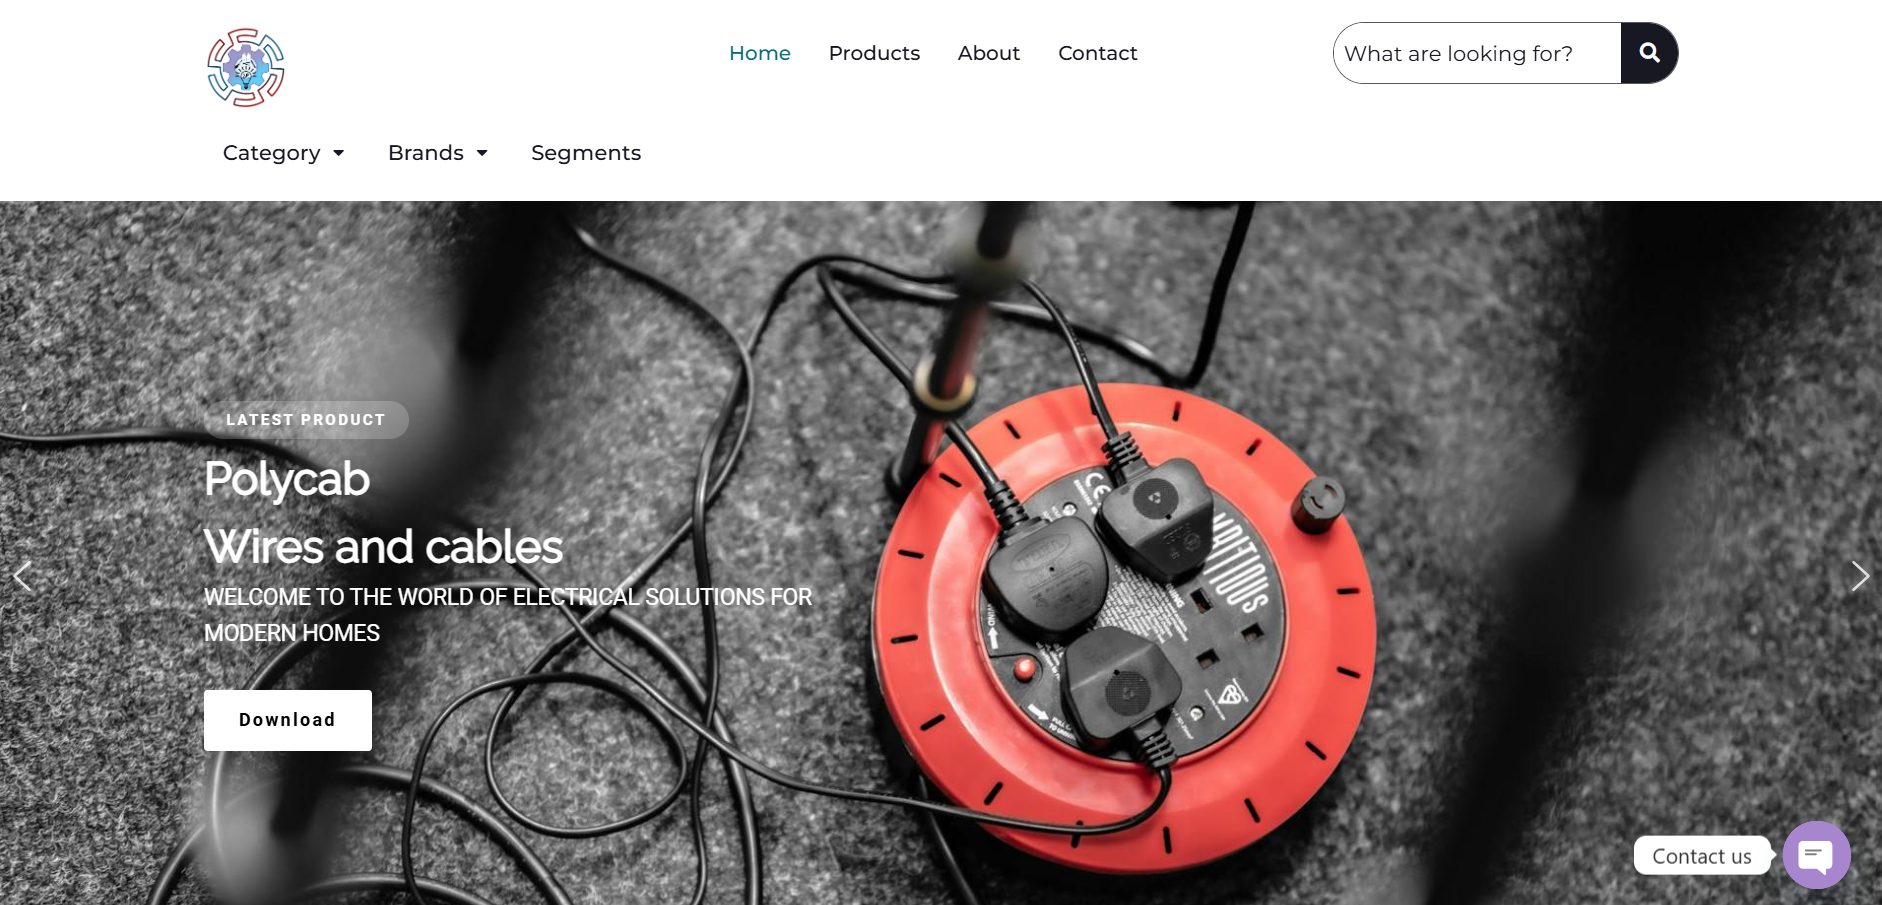 Home
Products
About
Contact
What are looking for?
Category
Brands
Segments
LATEST PRODUCT
Polycab
Wires and cables
WELCOME TO THE WORLD OF ELECTRICAL SOLUTIONS FOR
MODERN HOMES
Download
CE
Contact us